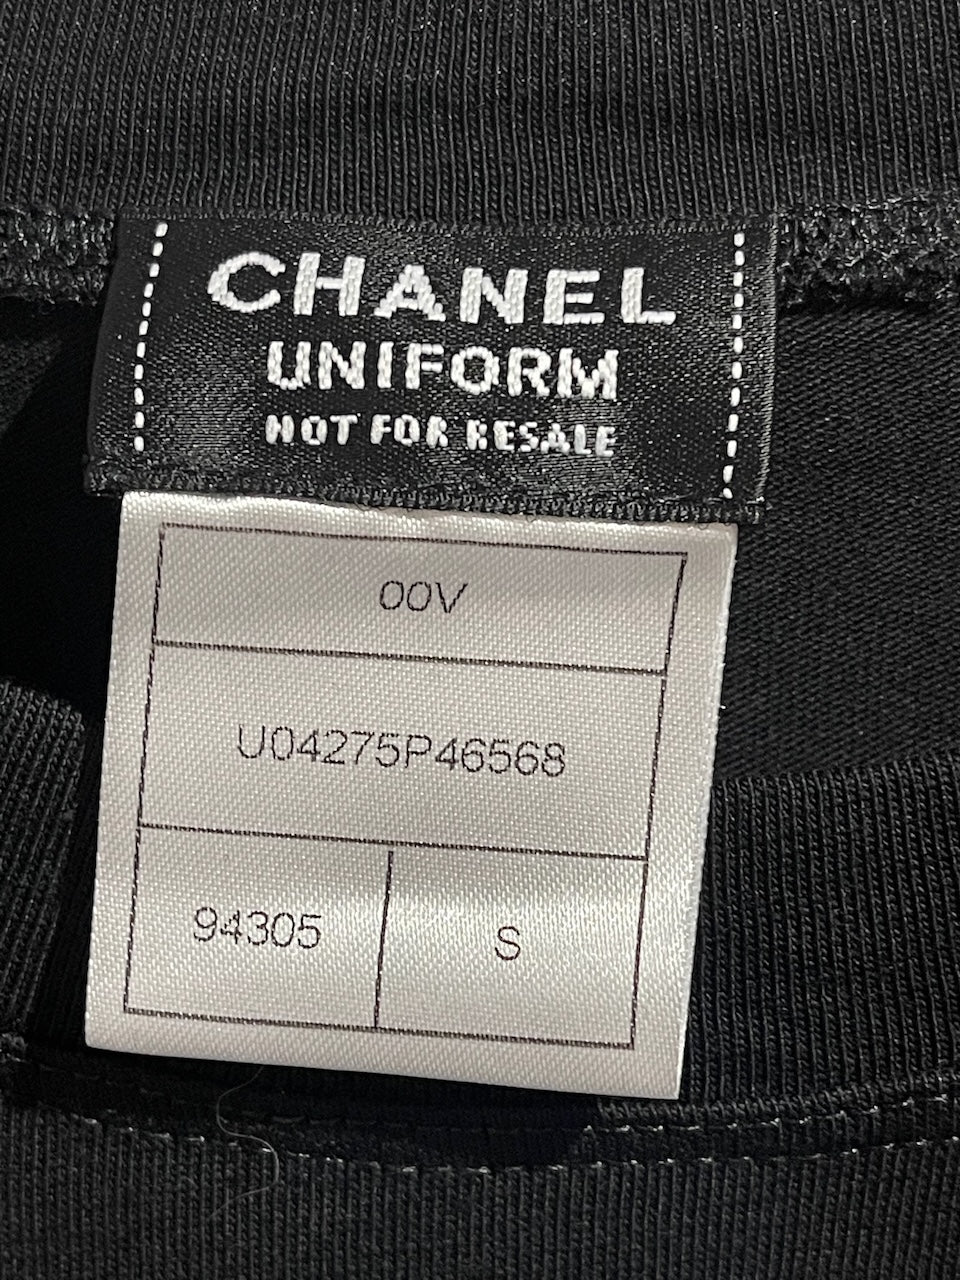 CHANEL
UNIFORM
NOT FOR RESALE
00V
U04275P46568
94305 S